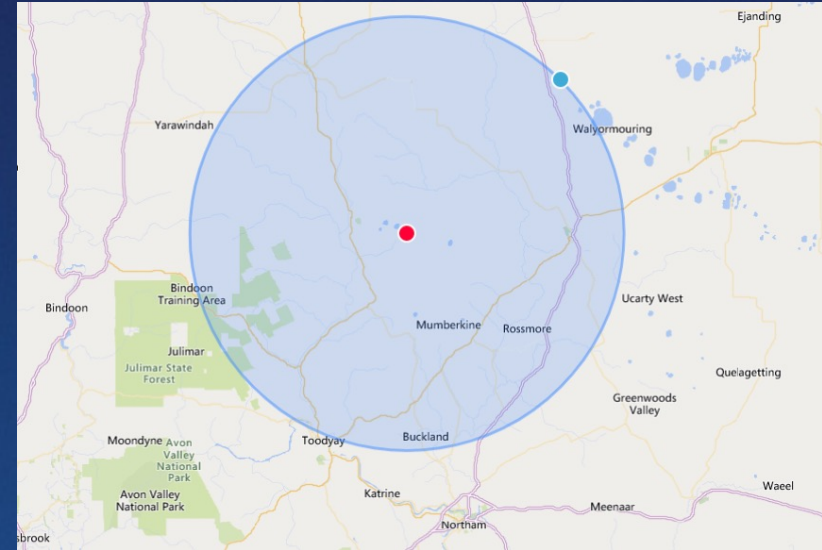 Ejanding
Yarawindah
Walyormouring
Bindoon
Training Area
Bindoon
Ucarty West
Mumberkine
Rossmore
Julimar
Julimar State
Forest
Quelagetting
Greenwoods
Valley
Toodyay
Buckland
Moondyne
Avon
Valley
National
Park
Avon Valley
National Park
Katrine
Waeel
Meenaar
Northam
sbrook